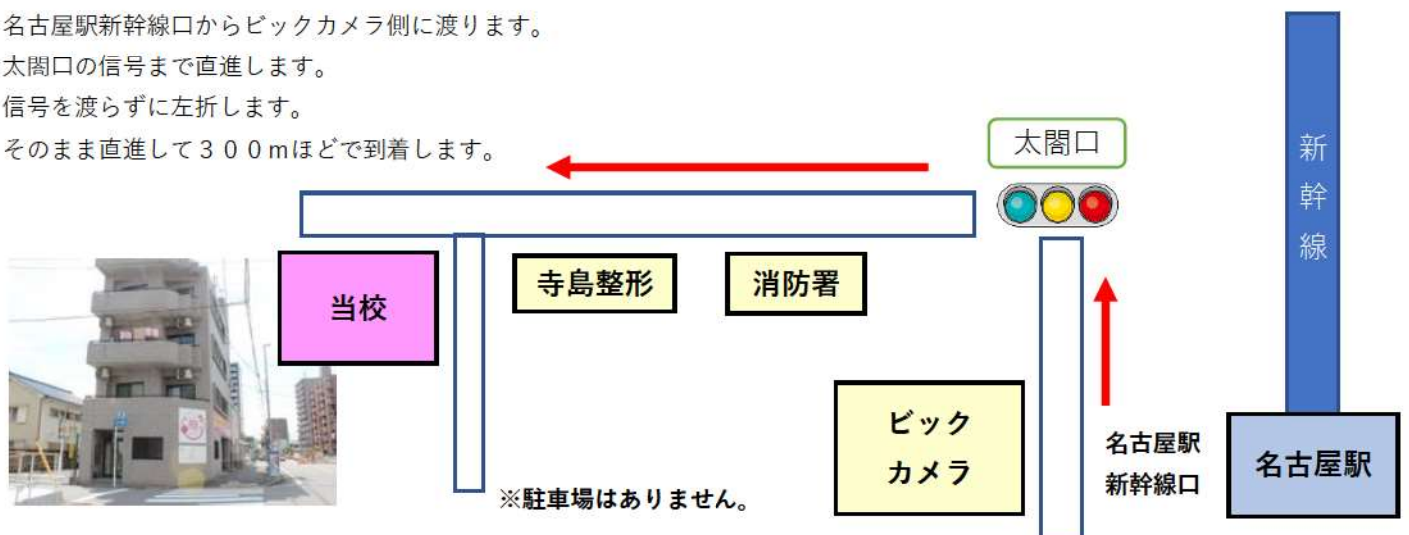 名古屋駅新幹線口からビックカメラ側に渡ります。
太閤口の信号まで直進します。
信号を渡らずに左折します。
そのまま直進して３００ｍほどで到着します。
太閤口
新幹線
当校
寺島整形
消防署
ビック
カメラ
名古屋駅
新幹線口
名古屋駅
※駐車場はありません。